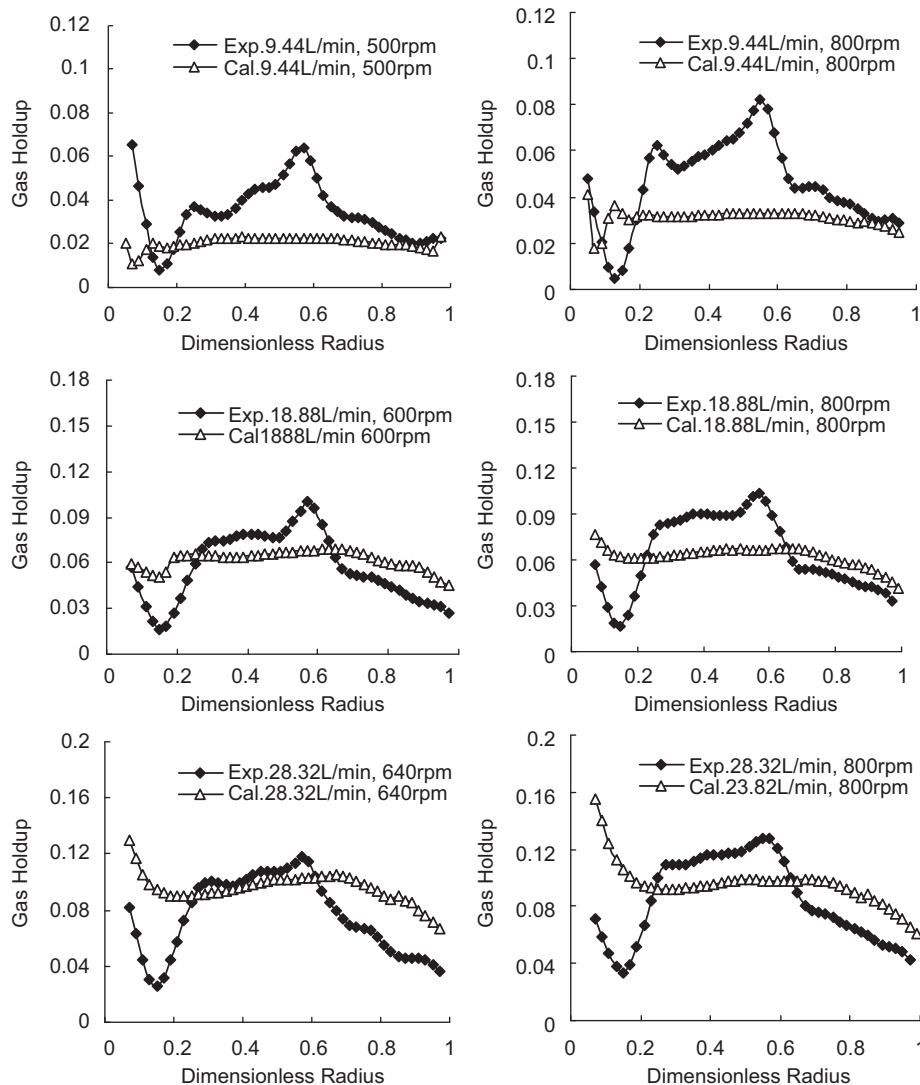 0.12
0.1
0.08
0.06
0.04
0.02
0
Gas Holdup
Exp.9.44L/min, 500rpm
Cal.9.44L/min, 500rpm
0 0.2 0.4 0.6 0.8 1
Dimensionless Radius
0.12
0.1
0.08
0.06
0.04
0.02
0
Gas Holdup
Exp.9.44L/min, 800rpm
Cal.9.44L/min, 800rpm
0 0.2 0.4 0.6 0.8 1
Dimensionless Radius
0.18
0.15
0.12
0.09
0.06
0.03
0
Gas Holdup
Exp.18.88L/min, 600rpm
Cal1888L/min 600rpm
0 0.2 0.4 0.6 0.8 1
Dimensionless Radius
0.18
0.15
0.12
0.09
0.06
0.03
0
Gas Holdup
Exp.18.88L/min, 800rpm
Cal.18.88L/min, 800rpm
0 0.2 0.4 0.6 0.8 1
Dimensionless Radius
0.2
0.16
0.12
0.08
0.04
0
Gas Holdup
Exp.28.32L/min, 640rpm
Cal.28.32L/min, 640rpm
0 0.2 0.4 0.6 0.8 1
Dimensionless Radius
0.2
0.16
0.12
0.08
0.04
0
Gas Holdup
Exp.28.32L/min, 800rpm
Cal.23.82L/min, 800rpm
0 0.2 0.4 0.6 0.8 1
Dimensionless Radius